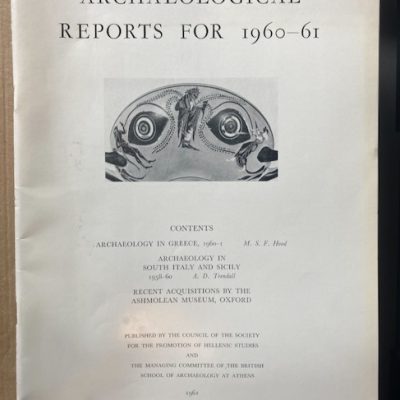 ARCHAEOLOGICAL
REPORTS FOR 1960–61
CONTENTS
ARCHAEOLOGY IN GREECE, 1960-1 M. S. F. Hood
ARCHAEOLOGY IN
SOUTH ITALY AND SICILY
1958-60 A. D. Trendall
RECENT ACQUISITIONS BY THE
ASHMOLEAN MUSEUM, OXFORD
PUBLISHED BY THE COUNCIL OF THE SOCIETY
FOR THE PROMOTION OF HELLENIC STUDIES
AND
THE MANAGING COMMITTEE OF THE BRITISH
SCHOOL OF ARCHAEOLOGY AT ATHENS
1961